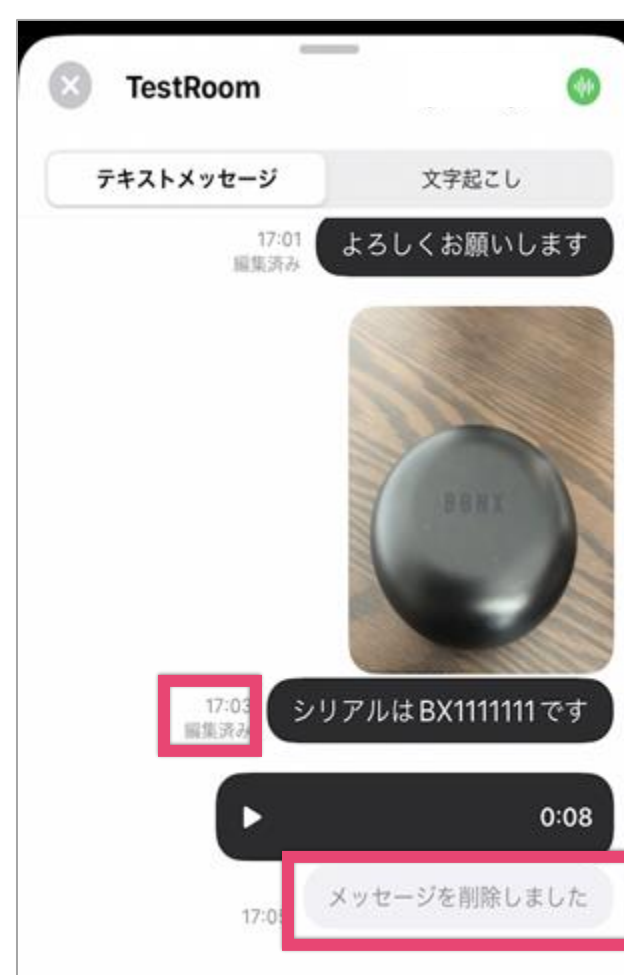 TestRoom
テキストメッセージ
文字起こし
17:01
編集済み
よろしくお願いします
BONX
17:03
編集済み
シリアルはBX1111111です
0:08
メッセージを削除しました